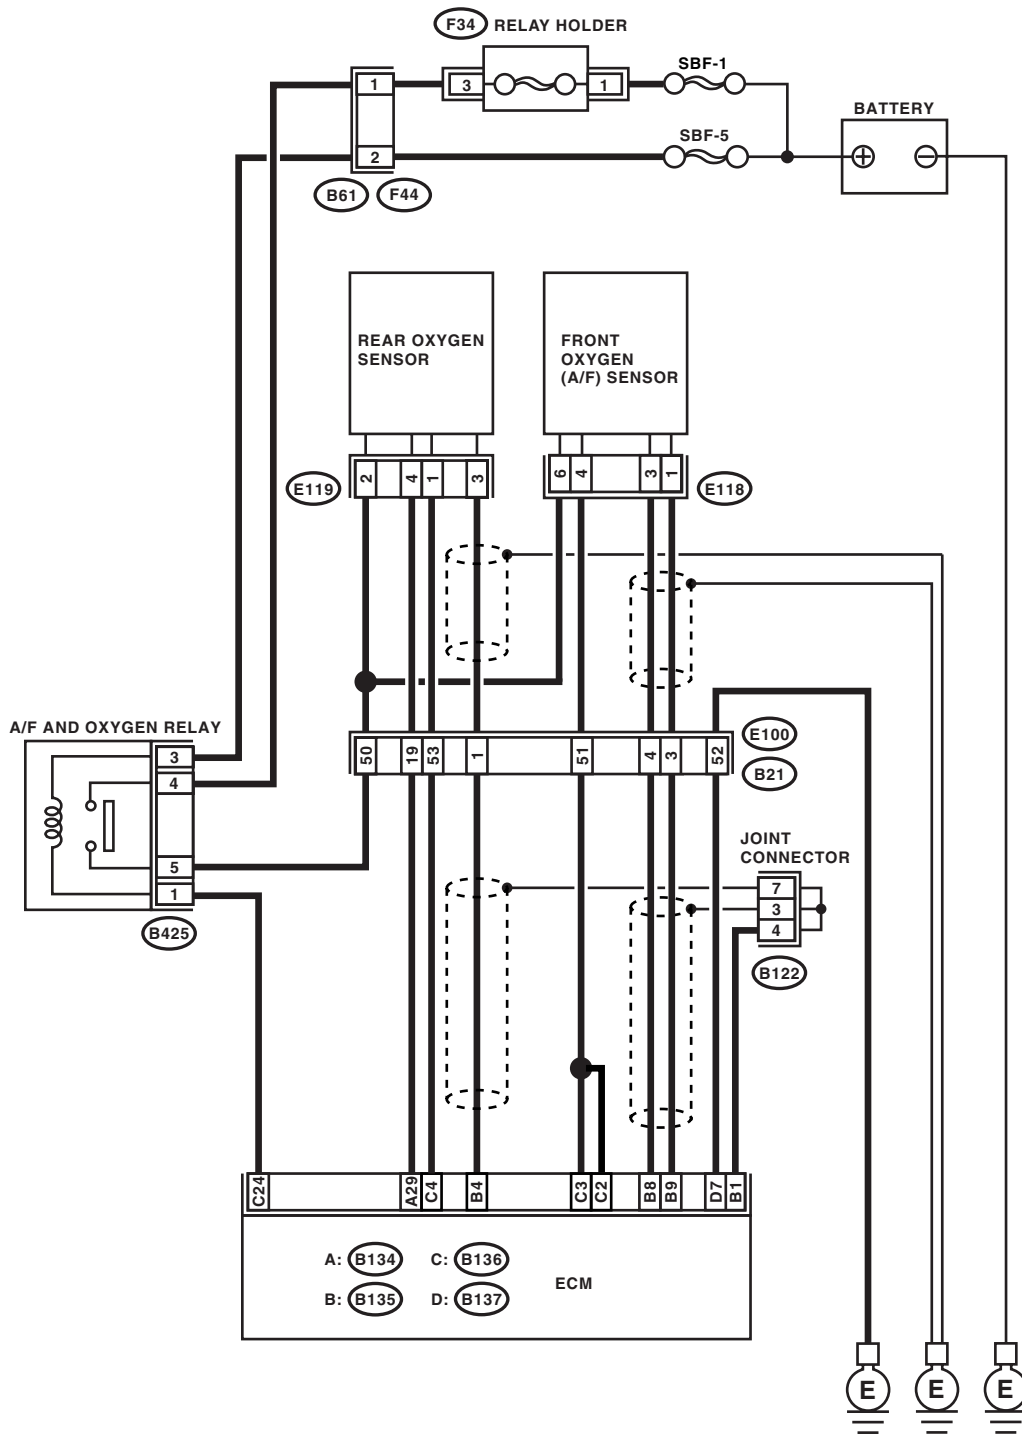 F34 RELAY HOLDER
SBF-1
1
3
1
BATTERY
SBF-5
2
+
−
B61
F44
REAR OXYGEN
SENSOR
FRONT
OXYGEN
(A/F) SENSOR
E119
2
4
1
3
6
4
3
1
E118
A/F AND OXYGEN RELAY
3
4
5
1
B425
50
19
53
1
51
4
3
52
E100
B21
JOINT
CONNECTOR
7
3
4
B122
C24
A29
C4
B4
C3
C2
B8
B9
D7
B1
A: B134 C: B136
B: B135 D: B137
ECM
E
E
E